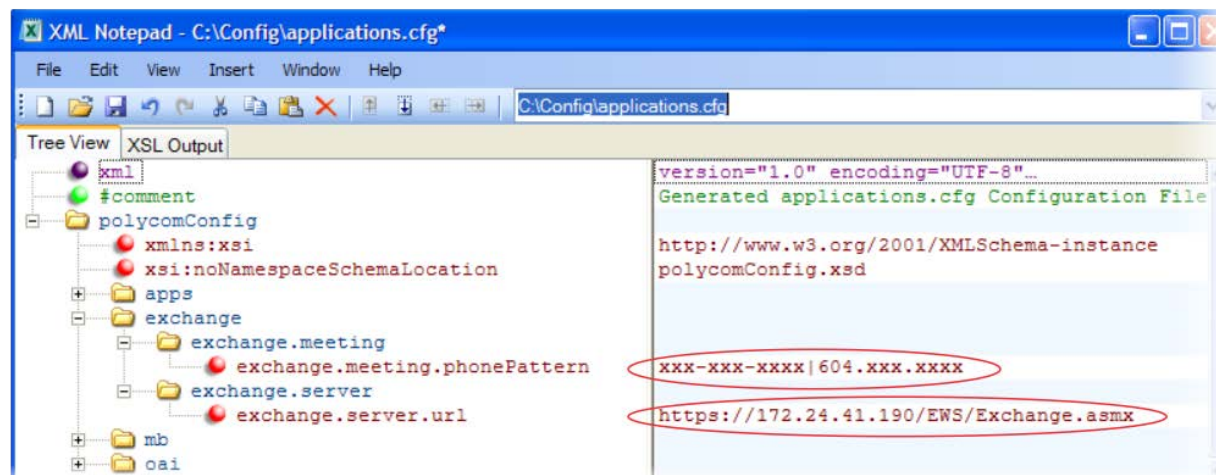 XML Notepad - C:\Config\applications.cfg*
File Edit View Insert Window Help
C:\Config\applications.cfg
Tree View XSL Output
xml version="1.0" encoding="UTF-8"…
#comment Generated applications.cfg Configuration File
polycomConfig
xmlns:xsi http://www.w3.org/2001/XMLSchema-instance
xsi:noNamespaceSchemaLocation polycomConfig.xsd
apps
exchange
exchange.meeting
exchange.meeting.phonePattern xxx-xxx-xxxx|604.xxx.xxxx
exchange.server
exchange.server.url https://172.24.41.190/EWS/Exchange.asmx
mb
oai